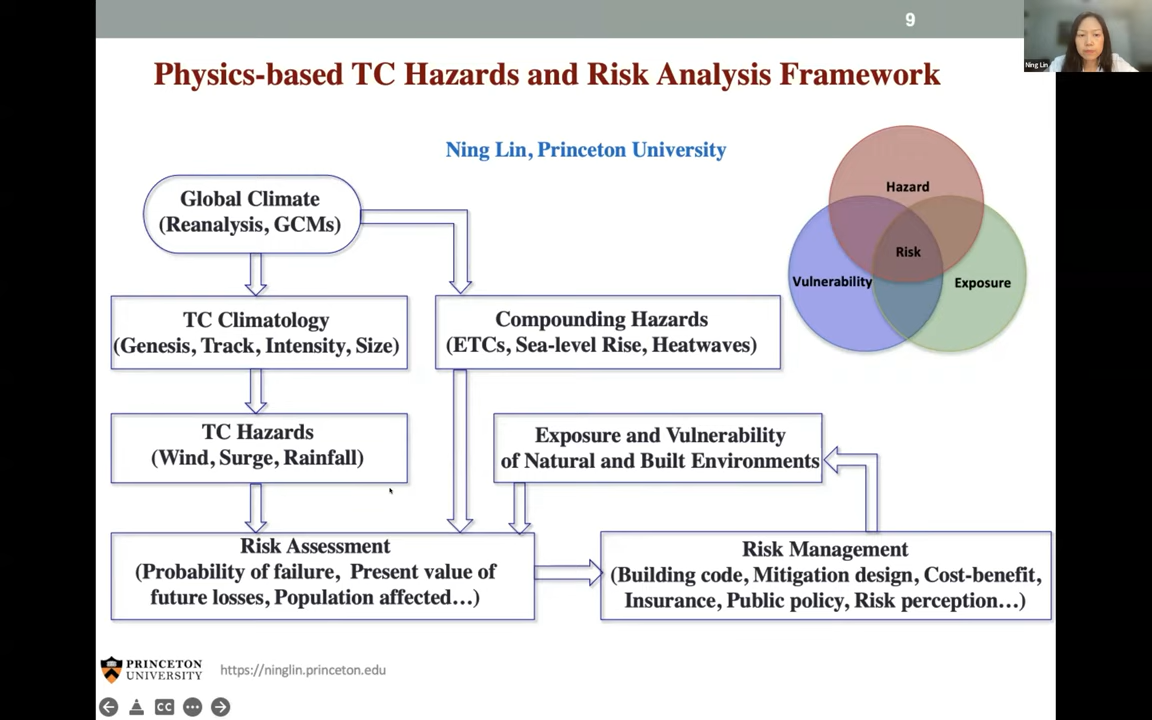 9
Ning Lin
Physics-based TC Hazards and Risk Analysis Framework
Ning Lin, Princeton University
Global Climate
(Reanalysis, GCMs)
TC Climatology
(Genesis, Track, Intensity, Size)
Compounding Hazards
(ETCs, Sea-level Rise, Heatwaves)
Hazard
Risk
Vulnerability
Exposure
TC Hazards
(Wind, Surge, Rainfall)
Exposure and Vulnerability
of Natural and Built Environments
Risk Assessment
(Probability of failure, Present value of
future losses, Population affected...)
Risk Management
(Building code, Mitigation design, Cost-benefit,
Insurance, Public policy, Risk perception...)
PRINCETON
UNIVERSITY
https://ninglin.princeton.edu
CC